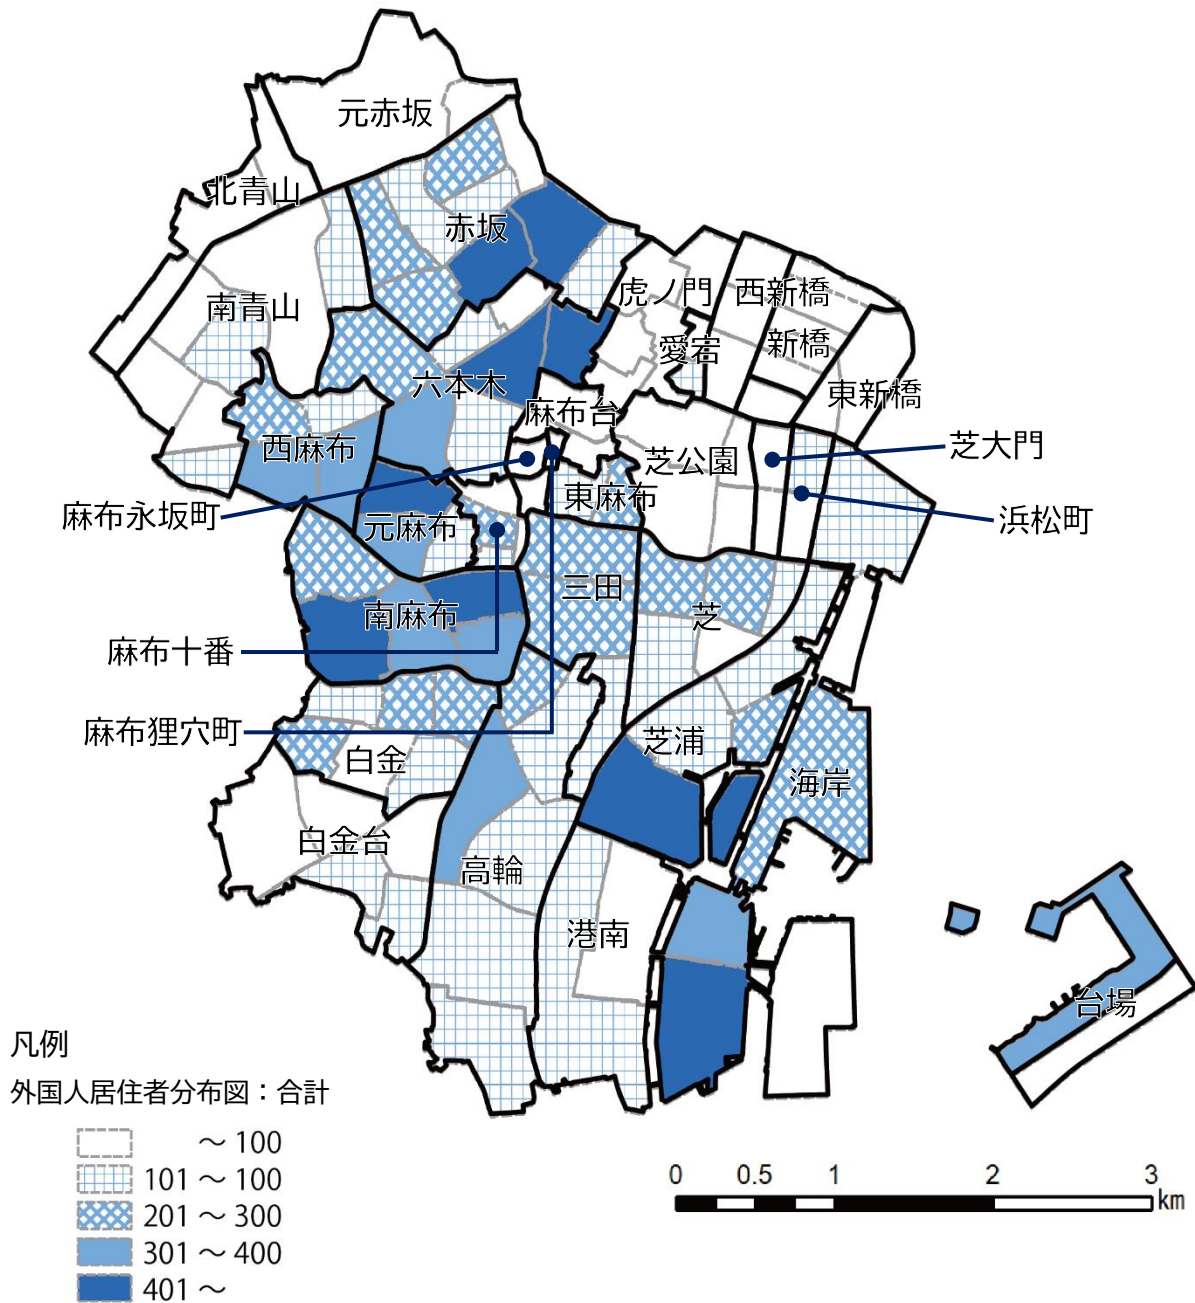 元赤坂
北青山
赤坂
南青山
虎ノ門
西新橋
愛宕
新橋
六本木
麻布台
東新橋
西麻布
芝公園
芝大門
東麻布
麻布永坂町
元麻布
浜松町
三田
南麻布
芝
麻布十番
麻布狸穴町
芝浦
白金
海岸
白金台
高輪
港南
台場
凡例
外国人居住者分布図：合計
～100
101～100
201～300
301～400
401～
0 0.5 1 2 3
km